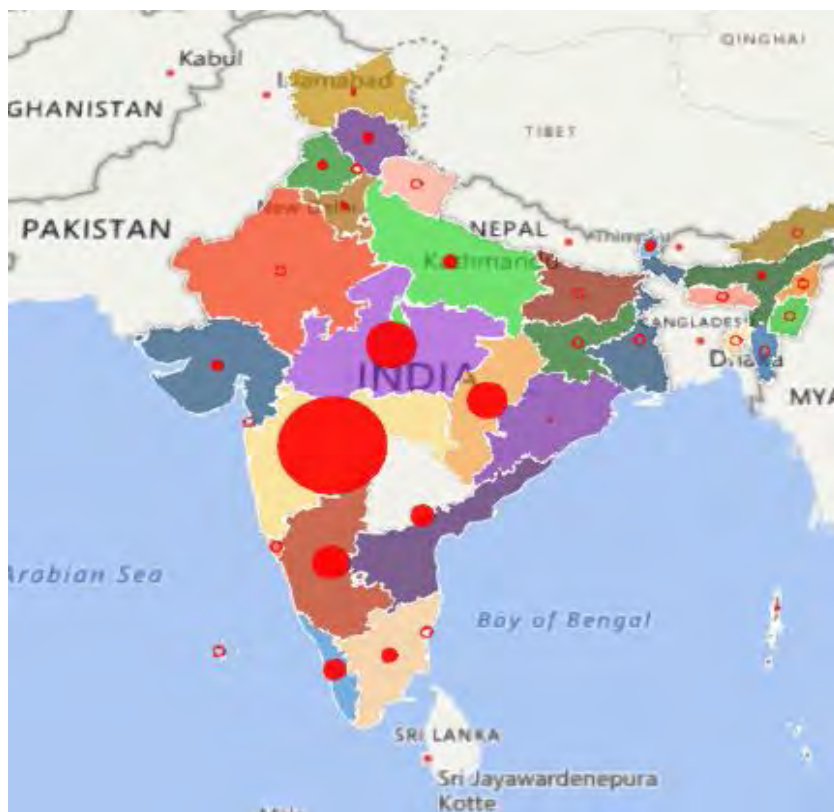 QINGHAI
Kabul
Islamabad
GHANISTAN
TIBET
PAKISTAN
New Delhi
NEPAL
Thimphu
Kathmandu
ANGLADES
Dhaka
INDIA
MYA
Arabian Sea
Bay of Bengal
SRI LANKA
Sri Jayawardenepura
Kotte